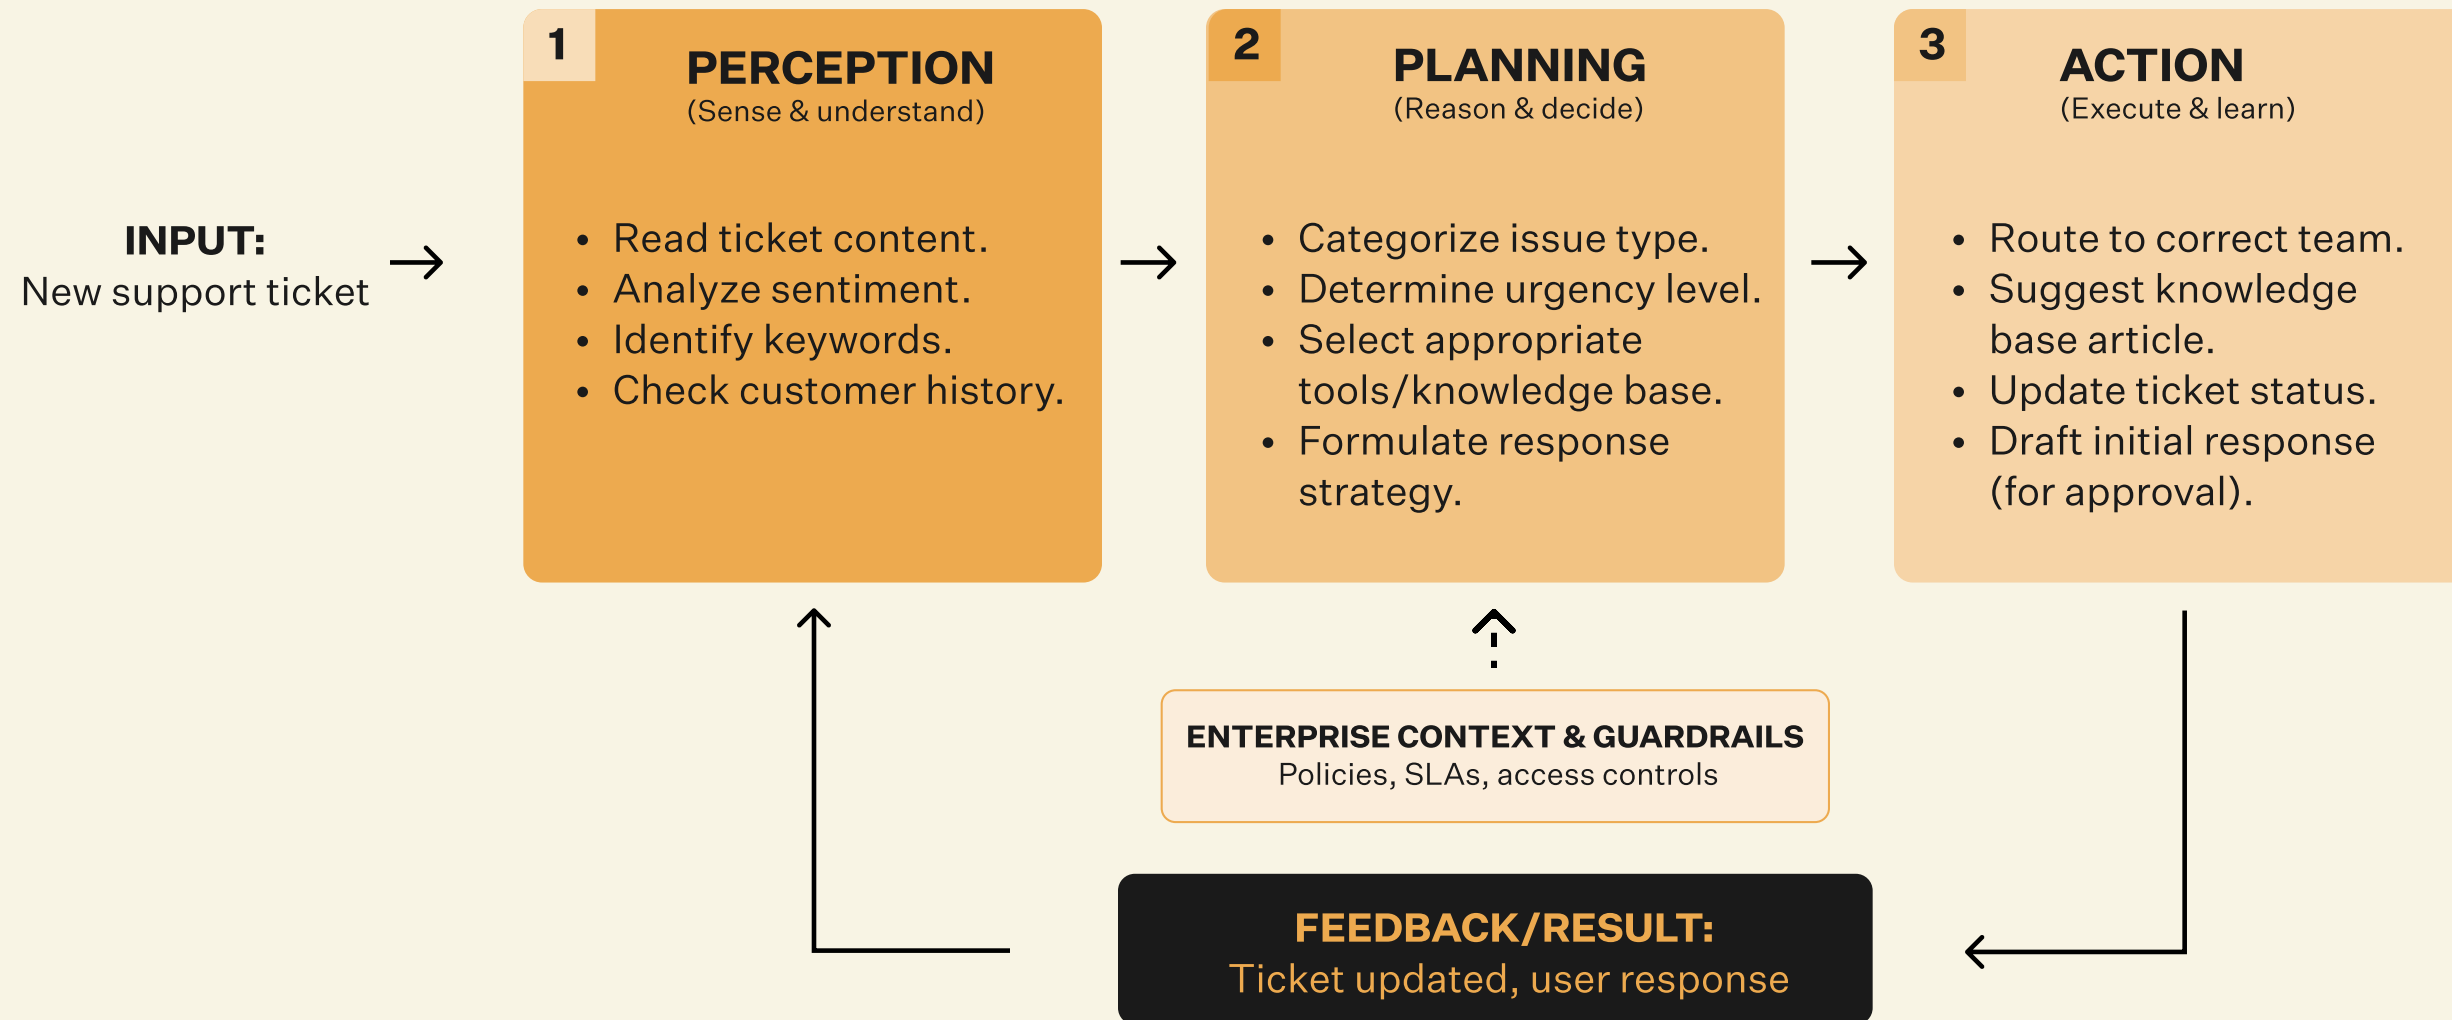 INPUT:
New support ticket
1
PERCEPTION
(Sense & understand)
• Read ticket content.
• Analyze sentiment.
• Identify keywords.
• Check customer history.
2
PLANNING
(Reason & decide)
• Categorize issue type.
• Determine urgency level.
• Select appropriate
tools/knowledge base.
• Formulate response
strategy.
3
ACTION
(Execute & learn)
• Route to correct team.
• Suggest knowledge
base article.
• Update ticket status.
• Draft initial response
(for approval).
ENTERPRISE CONTEXT & GUARDRAILS
Policies, SLAs, access controls
FEEDBACK/RESULT:
Ticket updated, user response